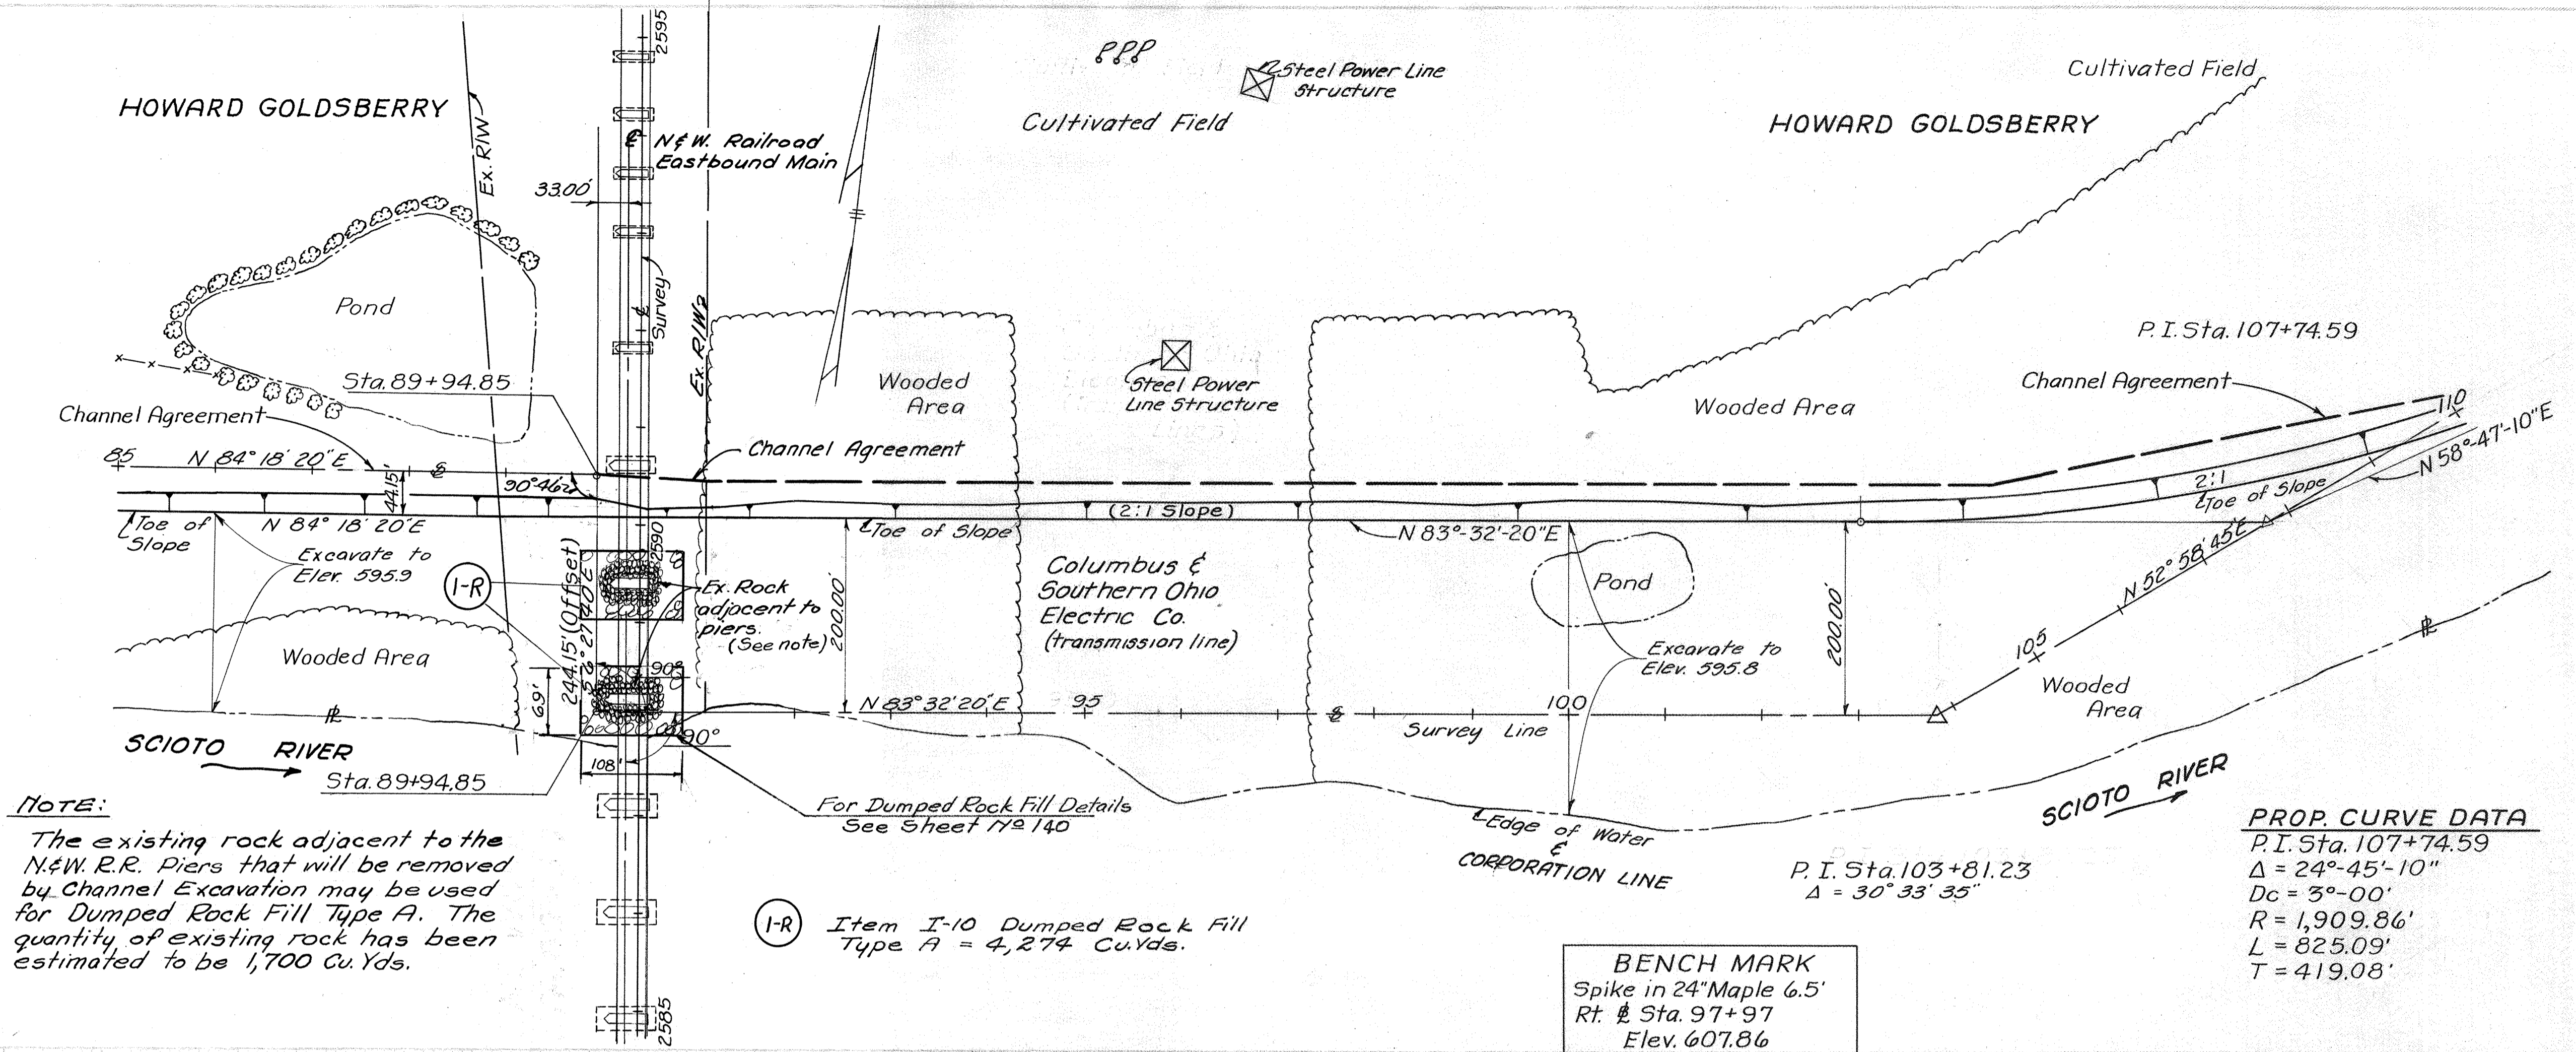 2595
Cultivated Field
Steel Power Line
Structure
HOWARD GOLDSBERRY
Cultivated Field
HOWARD GOLDSBERRY
Ex. R/W
℄ N&W. Railroad
Eastbound Main
33.00'
Pond
℄ Survey
Ex. R/W
P.I. Sta. 107+74.59
Sta. 89+94.85
Wooded
Area
Steel Power
Line Structure
Channel Agreement
Wooded Area
Channel Agreement
110
Channel Agreement
85
N 84° 18' 20" E
44.15'
90°-46'
N 58°-47'-10" E
2:1
Toe of Slope
(2:1 Slope)
Toe of
Slope
N 84° 18' 20" E
2590
Toe of Slope
N 83°-32'-20" E
Excavate to
Elev. 595.9
1-R
244.15' (Offset)
S 6° 27' 40" E
Ex. Rock
adjacent to
piers.
(See note)
200.00'
Columbus &
Southern Ohio
Electric Co.
(transmission line)
Pond
200.00'
N 52° 58' 45" E
Wooded Area
90°
69'
Excavate to
Elev. 595.8
105
Wooded
Area
N 83° 32' 20" E
95
100
Survey Line
90°
108'
SCIOTO RIVER
Sta. 89+94.85
SCIOTO RIVER
For Dumped Rock Fill Details
See Sheet No 140
Edge of Water
&
CORPORATION LINE
P. I. Sta. 103+81.23
Δ = 30° 33' 35"
NOTE:
The existing rock adjacent to the
N.&W. R.R. Piers that will be removed
by Channel Excavation may be used
for Dumped Rock Fill Type A. The
quantity of existing rock has been
estimated to be 1,700 Cu. Yds.
1-R
Item I-10 Dumped Rock Fill
Type A = 4,274 Cu.Yds.
2585
BENCH MARK
Spike in 24" Maple 6.5'
Rt. ℄ Sta. 97+97
Elev. 607.86
PROP. CURVE DATA
P.I. Sta. 107+74.59
Δ = 24°-45'-10"
Dc = 3°-00'
R = 1,909.86'
L = 825.09'
T = 419.08'